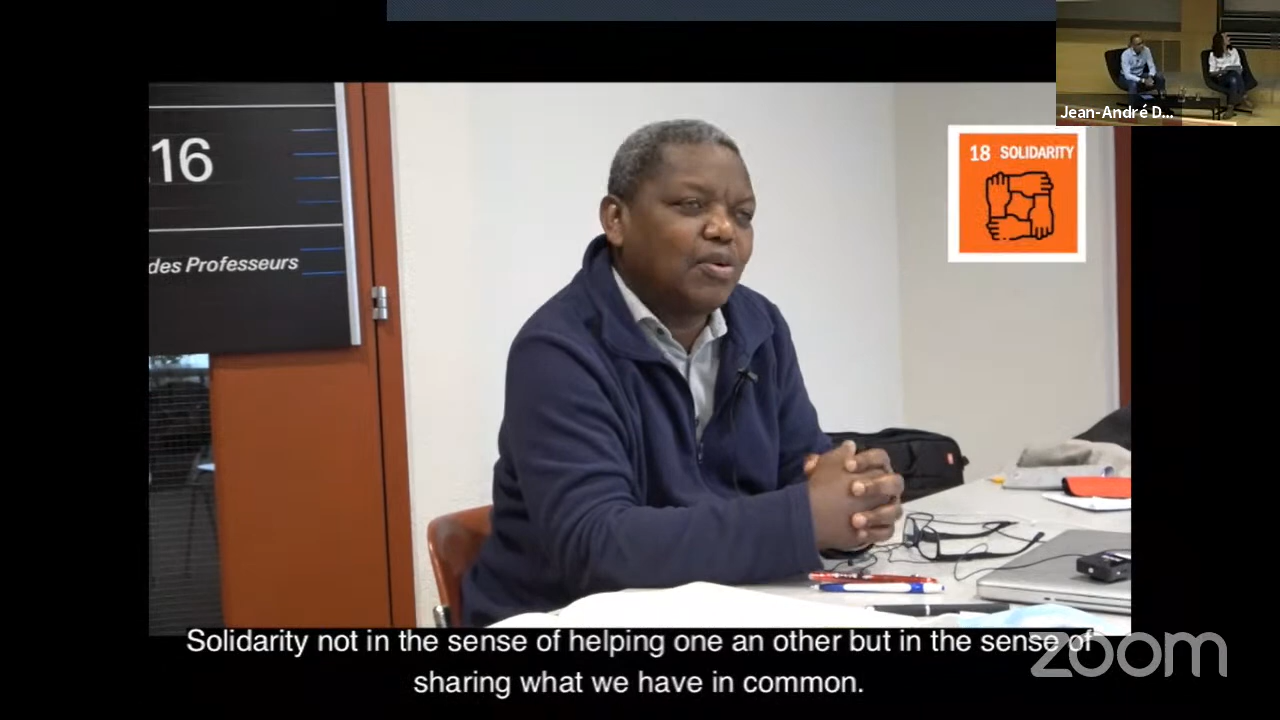 Jean-André D...
.16
des Professeurs
18 SOLIDARITY
Solidarity not in the sense of helping one an other but in the sense of
sharing what we have in common.
zoom